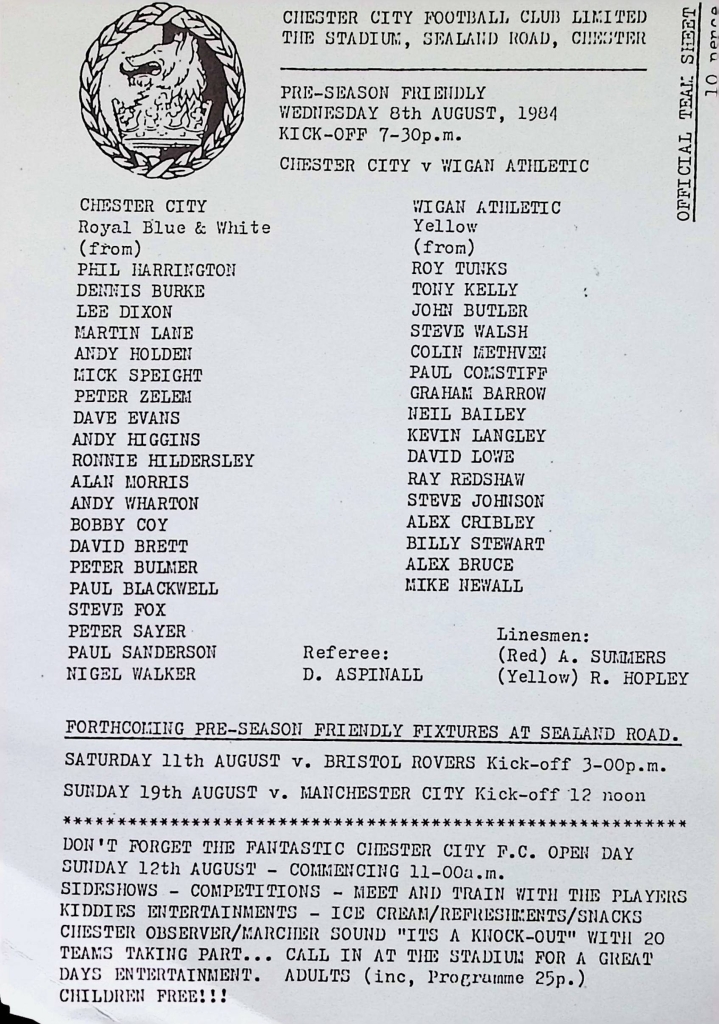 CHESTER CITY FOOTBALL CLUB LIMITED
THE STADIUM, SEALAND ROAD, CHESTER
OFFICIAL TEAM SHEET
10 pence
PRE-SEASON FRIENDLY
WEDNESDAY 8th AUGUST, 1984
KICK-OFF 7-30p.m.
CHESTER CITY v WIGAN ATHLETIC
CHESTER CITY
Royal Blue & White
(from)
PHIL HARRINGTON
DENNIS BURKE
LEE DIXON
MARTIN LANE
ANDY HOLDEN
MICK SPEIGHT
PETER ZELEM
DAVE EVANS
ANDY HIGGINS
RONNIE HILDERSLEY
ALAN MORRIS
ANDY WHARTON
BOBBY COY
DAVID BRETT
PETER BULMER
PAUL BLACKWELL
STEVE FOX
PETER SAYER
PAUL SANDERSON
NIGEL WALKER
WIGAN ATHLETIC
Yellow
(from)
ROY TUNKS
TONY KELLY
JOHN BUTLER
STEVE WALSH
COLIN METHVEN
PAUL COMSTIFF
GRAHAM BARROW
NEIL BAILEY
KEVIN LANGLEY
DAVID LOWE
RAY REDSHAW
STEVE JOHNSON
ALEX CRIBLEY
BILLY STEWART
ALEX BRUCE
MIKE NEWALL
Referee:
D. ASPINALL
Linesmen:
(Red) A. SUMMERS
(Yellow) R. HOPLEY
FORTHCOMING PRE-SEASON FRIENDLY FIXTURES AT SEALAND ROAD.
SATURDAY 11th AUGUST v. BRISTOL ROVERS Kick-off 3-00p.m.
SUNDAY 19th AUGUST v. MANCHESTER CITY Kick-off 12 noon
**********************************************************
DON'T FORGET THE FANTASTIC CHESTER CITY F.C. OPEN DAY
SUNDAY 12th AUGUST - COMMENCING 11-00a.m.
SIDESHOWS - COMPETITIONS - MEET AND TRAIN WITH THE PLAYERS
KIDDIES ENTERTAINMENTS - ICE CREAM/REFRESHMENTS/SNACKS
CHESTER OBSERVER/MARCHER SOUND "ITS A KNOCK-OUT" WITH 20
TEAMS TAKING PART... CALL IN AT THE STADIUM FOR A GREAT
DAYS ENTERTAINMENT. ADULTS (inc, Programme 25p.)
CHILDREN FREE!!!